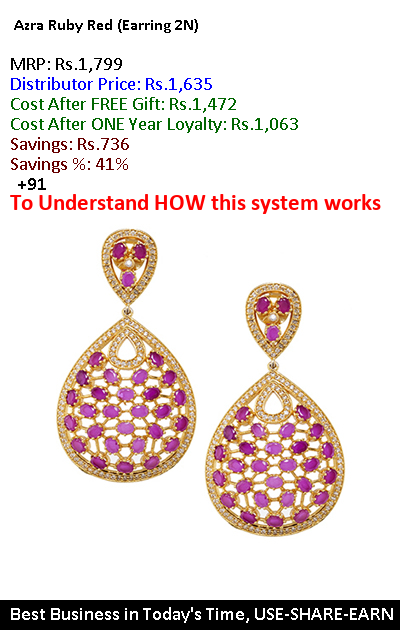 Azra Ruby Red (Earring 2N)
MRP: Rs.1,799
Distributor Price: Rs.1,635
Cost After FREE Gift: Rs.1,472
Cost After ONE Year Loyalty: Rs.1,063
Savings: Rs.736
Savings %: 41%
+91
To Understand HOW this system works
Best Business in Today's Time, USE-SHARE-EARN